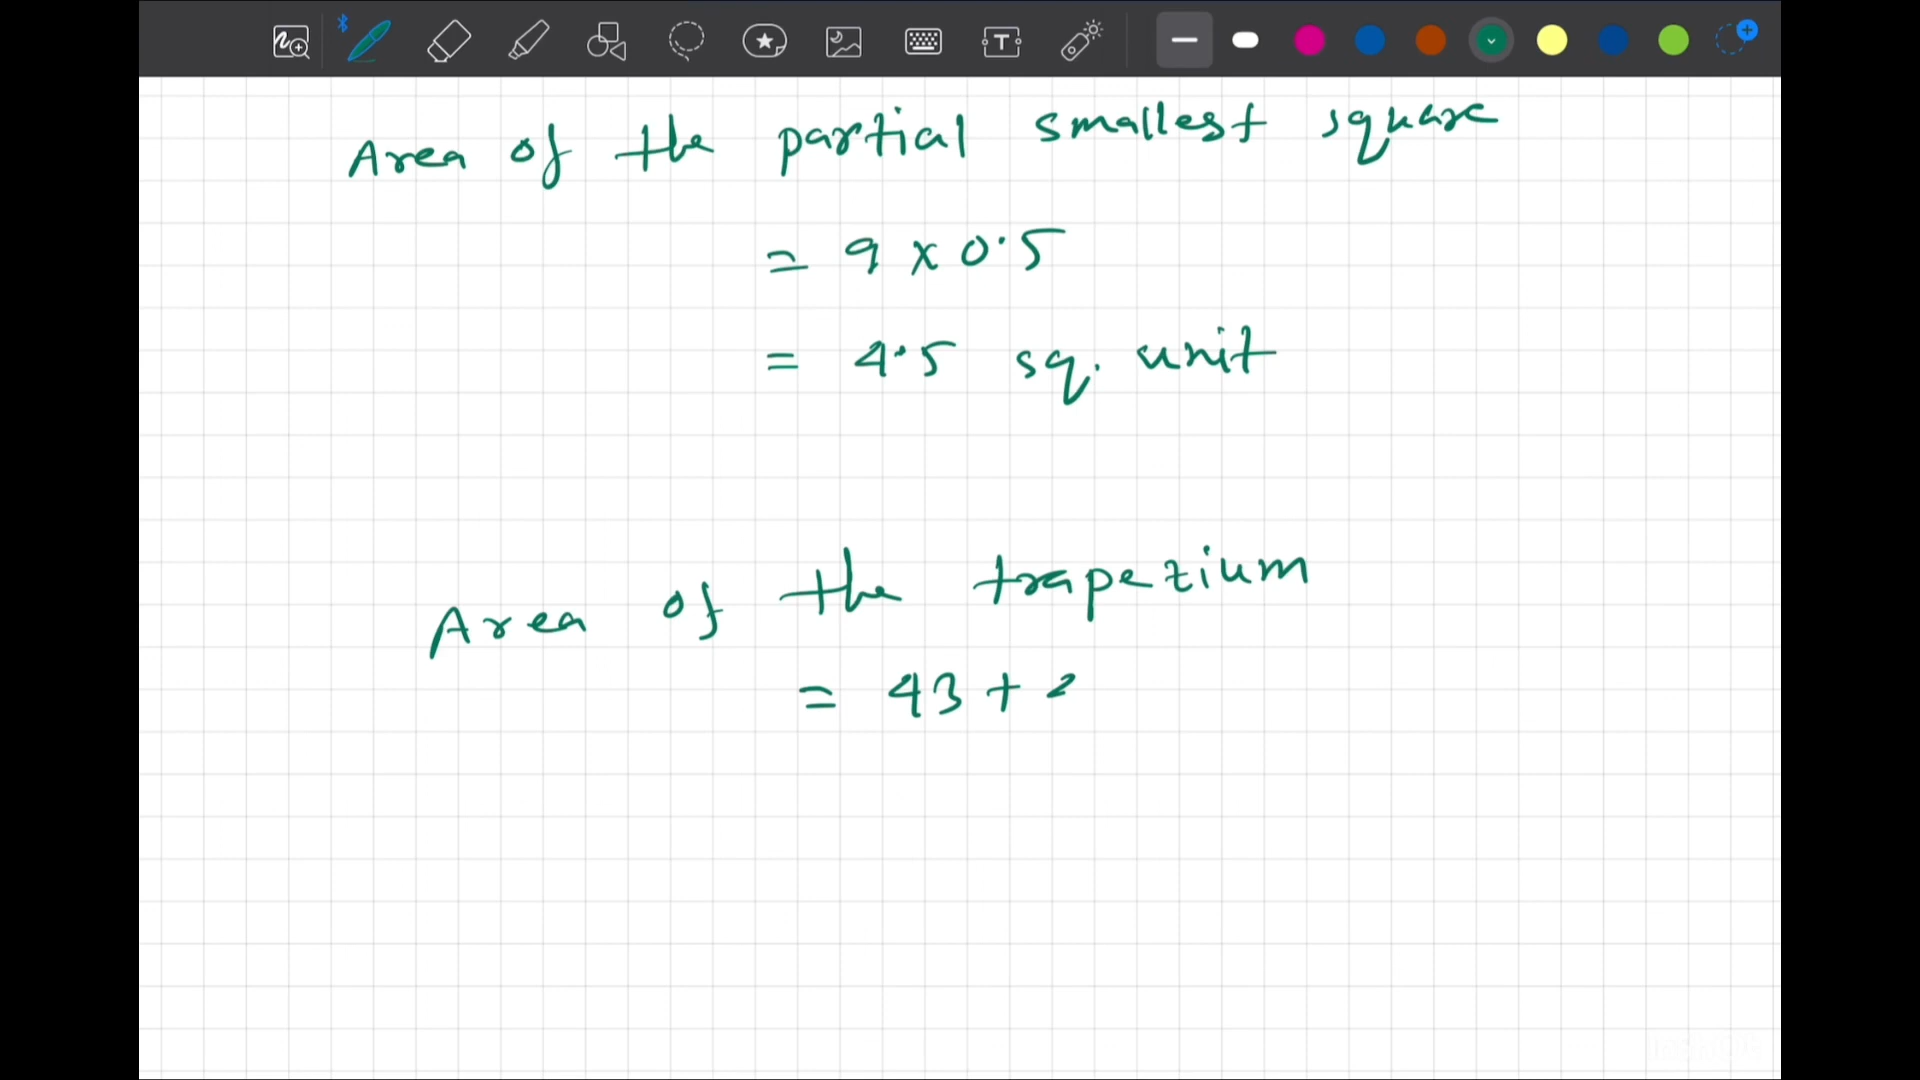 Area of the partial smallest square
= 9 x 0.5
= 4.5 sq. unit
Area of the trapezium
= 43 +